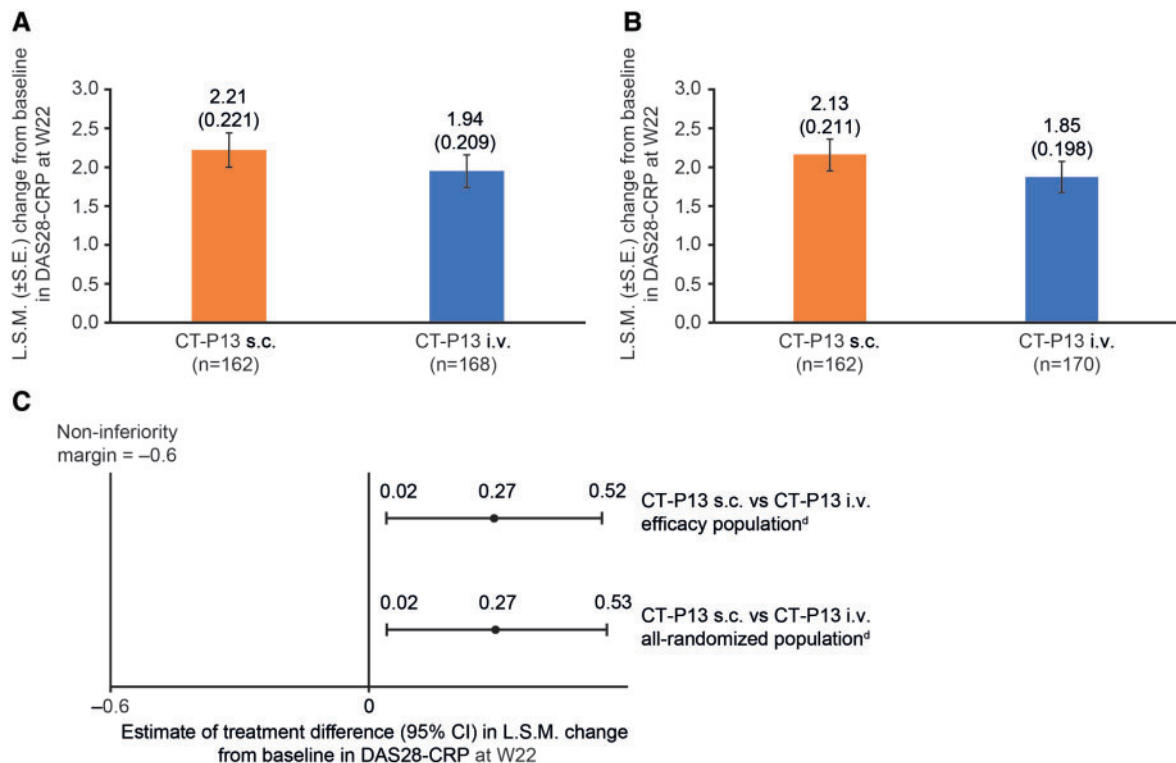 A
L.S.M. (±S.E.) change from baseline
in DAS28-CRP at W22
3.0
2.5
2.0
1.5
1.0
0.5
0.0
2.21
(0.221)
1.94
(0.209)
CT-P13 s.c.
(n=162)
CT-P13 i.v.
(n=168)
B
L.S.M. (±S.E.) change from baseline
in DAS28-CRP at W22
3.0
2.5
2.0
1.5
1.0
0.5
0.0
2.13
(0.211)
1.85
(0.198)
CT-P13 s.c.
(n=162)
CT-P13 i.v.
(n=170)
C
Non-inferiority
margin = –0.6
0.02 0.27 0.52
CT-P13 s.c. vs CT-P13 i.v.
efficacy populationᵈ
0.02 0.27 0.53
CT-P13 s.c. vs CT-P13 i.v.
all-randomized populationᵈ
–0.6 0
Estimate of treatment difference (95% CI) in L.S.M. change
from baseline in DAS28-CRP at W22